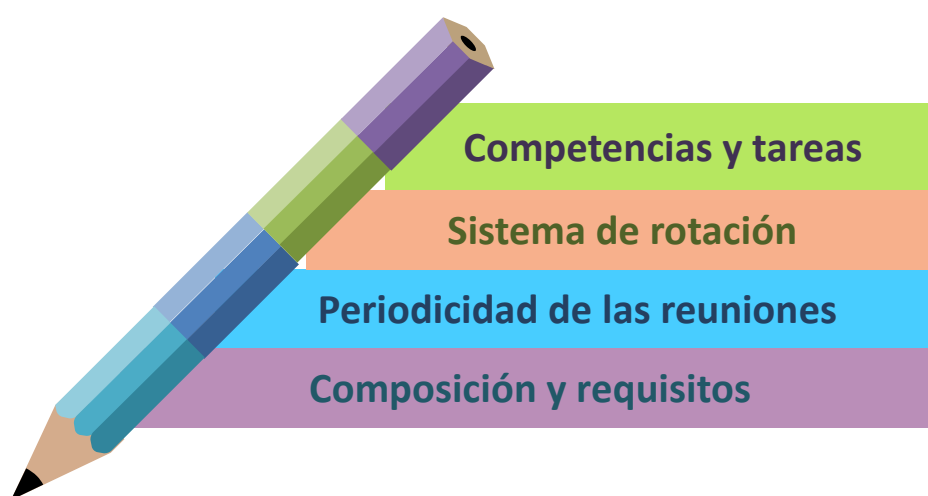 Competencias y tareas
Sistema de rotación
Periodicidad de las reuniones
Composición y requisitos